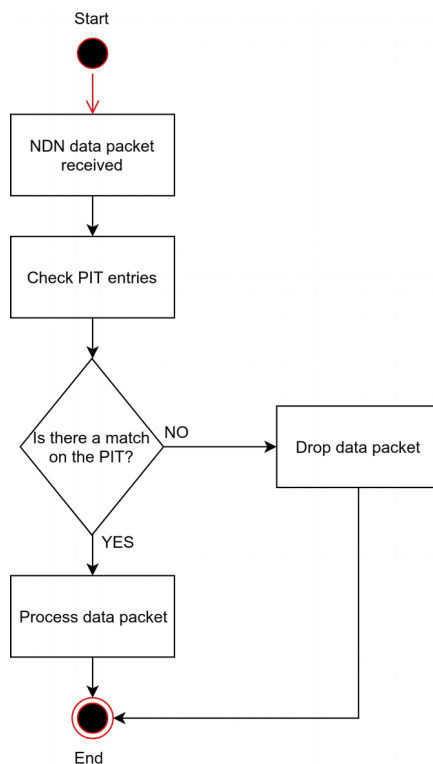 Start
NDN data packet
received
Check PIT entries
Is there a match
on the PIT?
NO
Drop data packet
YES
Process data packet
End